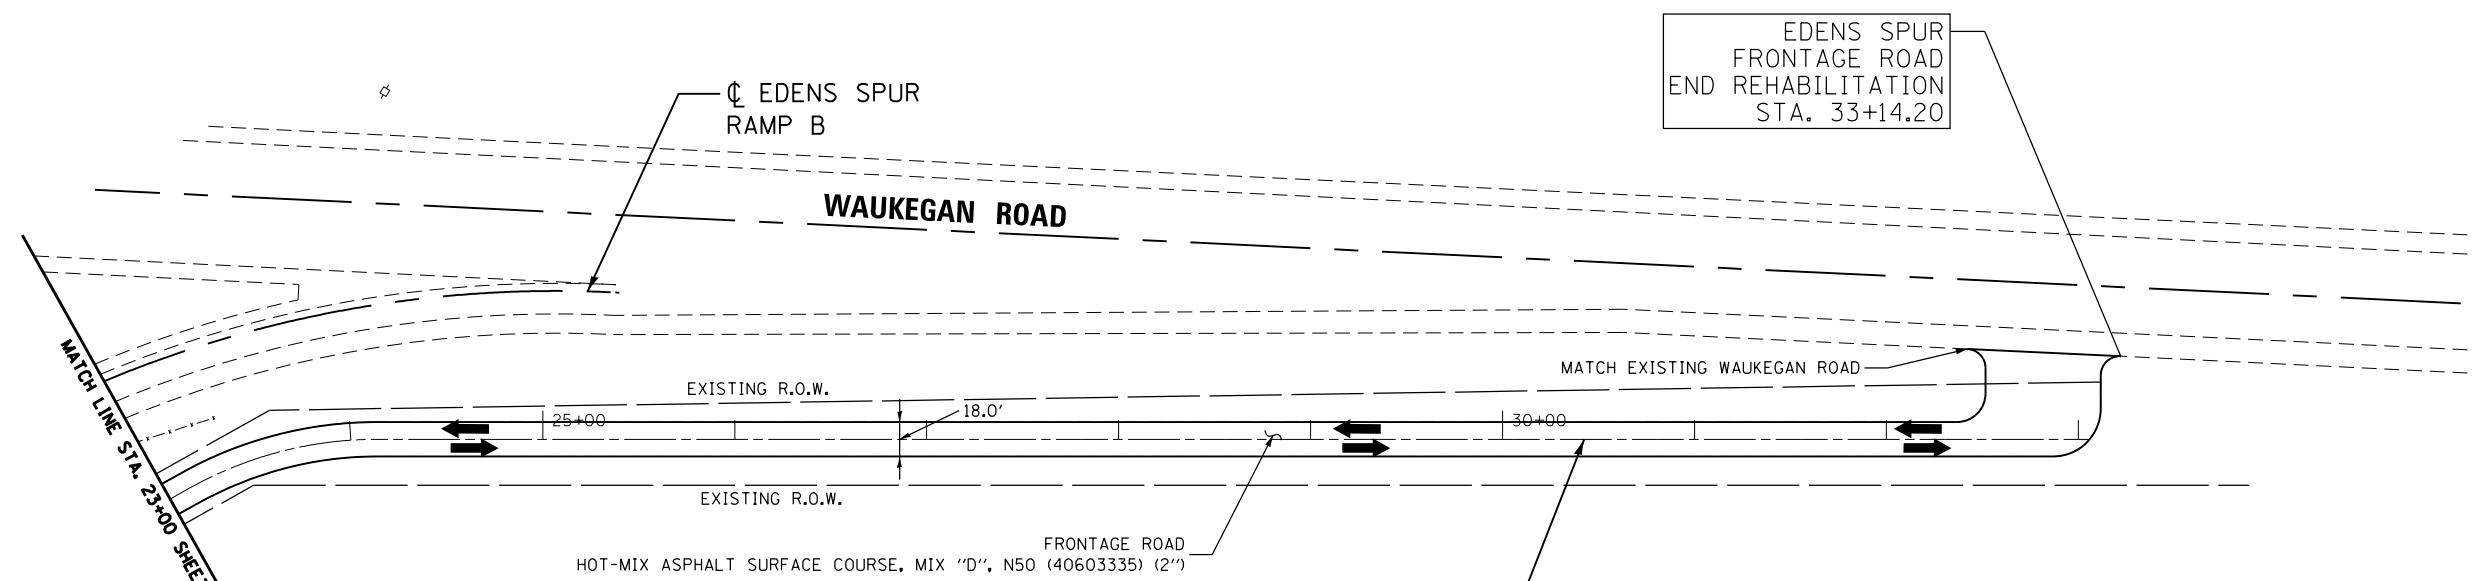 EDENS SPUR
FRONTAGE ROAD
END REHABILITATION
STA. 33+14.20
℄ EDENS SPUR
RAMP B
WAUKEGAN ROAD
MATCH LINE STA. 23+00 SHEE
MATCH EXISTING WAUKEGAN ROAD
EXISTING R.O.W.
18.0'
25+00
30+00
EXISTING R.O.W.
FRONTAGE ROAD
HOT-MIX ASPHALT SURFACE COURSE, MIX "D", N50 (40603335) (2")